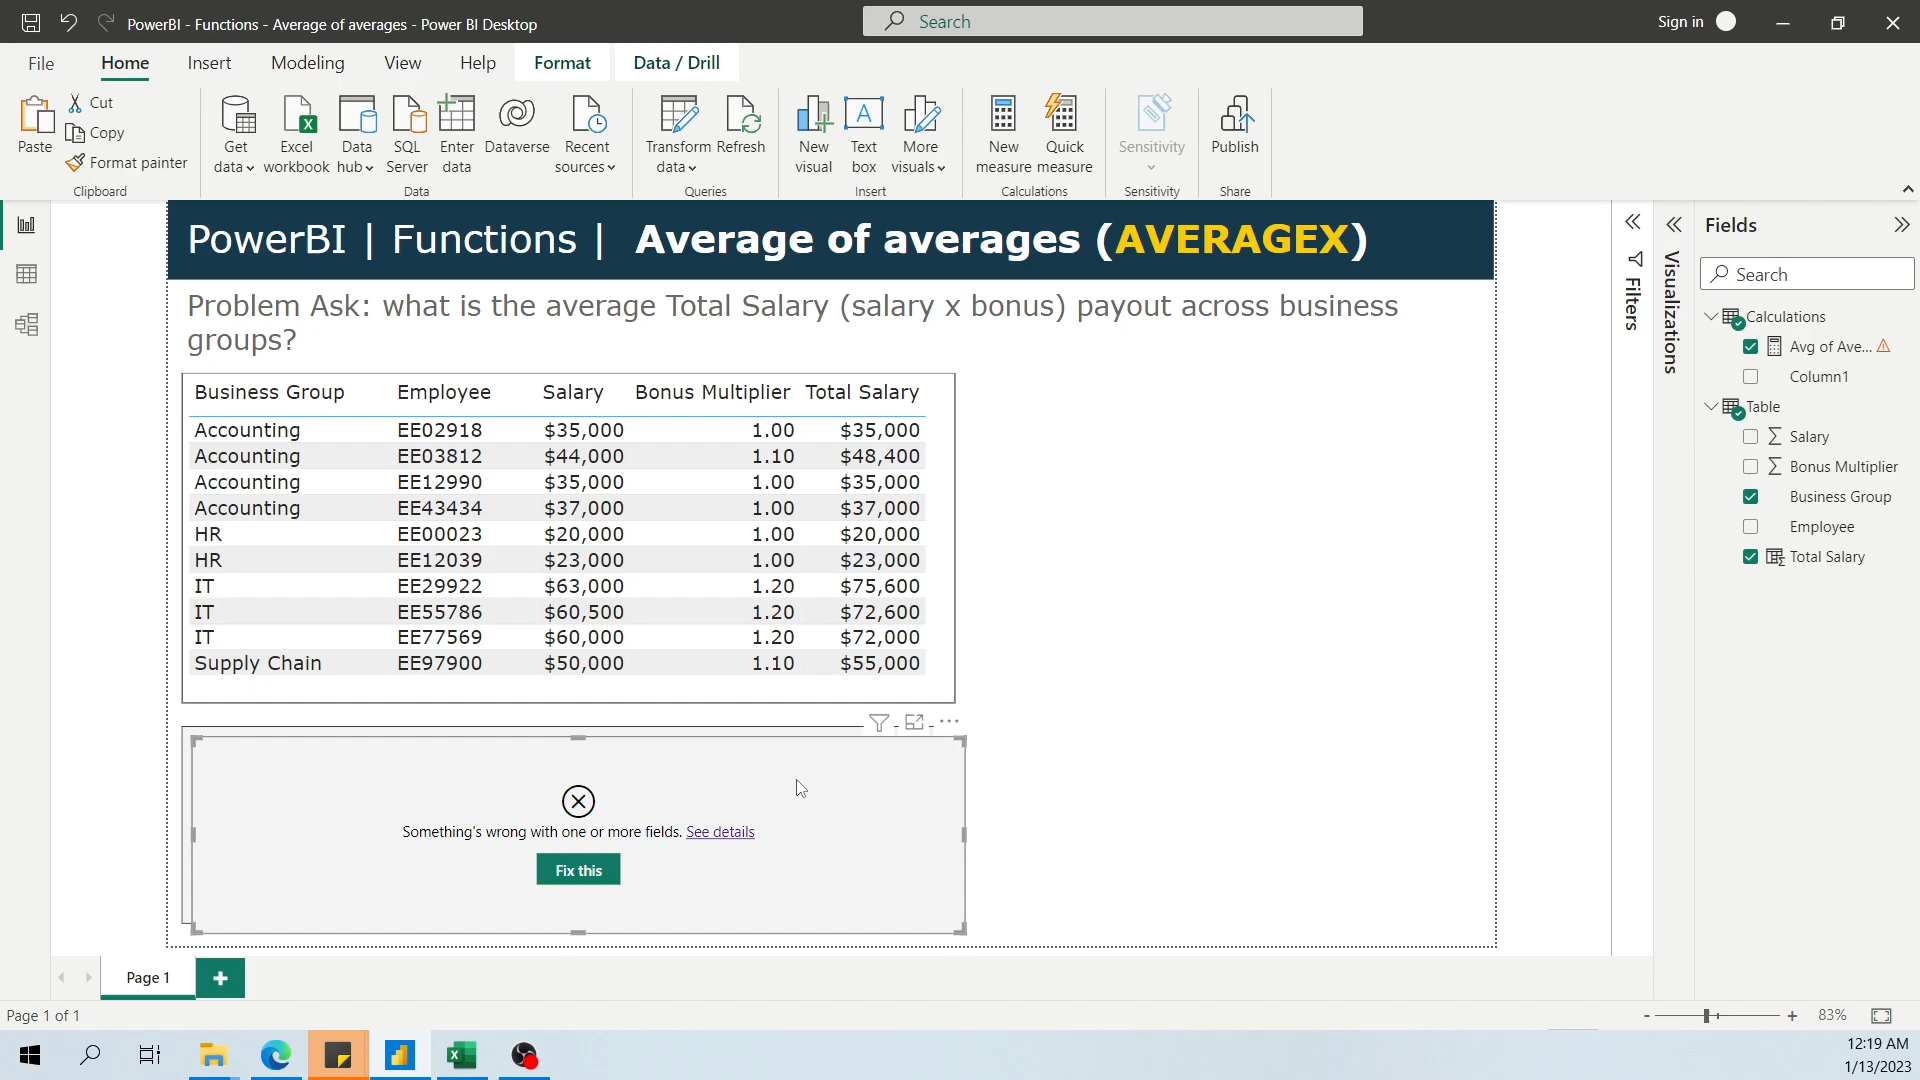 PowerBI - Functions - Average of averages - Power BI Desktop
Search
Sign in
File
Home
Insert
Modeling
View
Help
Format
Data / Drill
Paste
Cut
Copy
Format painter
Clipboard
Get data
Excel workbook
Data hub
SQL Server
Enter data
Dataverse
Recent sources
Data
Transform data
Refresh
Queries
New visual
Text box
More visuals
Insert
New measure
Quick measure
Calculations
Sensitivity
Sensitivity
Publish
Share
PowerBI | Functions | Average of averages (AVERAGEX)
Problem Ask: what is the average Total Salary (salary x bonus) payout across business
groups?
Business Group Employee Salary Bonus Multiplier Total Salary
Accounting EE02918 $35,000 1.00 $35,000
Accounting EE03812 $44,000 1.10 $48,400
Accounting EE12990 $35,000 1.00 $35,000
Accounting EE43434 $37,000 1.00 $37,000
HR EE00023 $20,000 1.00 $20,000
HR EE12039 $23,000 1.00 $23,000
IT EE29922 $63,000 1.20 $75,600
IT EE55786 $60,500 1.20 $72,600
IT EE77569 $60,000 1.20 $72,000
Supply Chain EE97900 $50,000 1.10 $55,000
Something's wrong with one or more fields. See details
Fix this
Filters
Visualizations
Fields
Search
Calculations
Avg of Ave...
Column1
Table
Salary
Bonus Multiplier
Business Group
Employee
Total Salary
Page 1
Page 1 of 1
83%
12:19 AM
1/13/2023